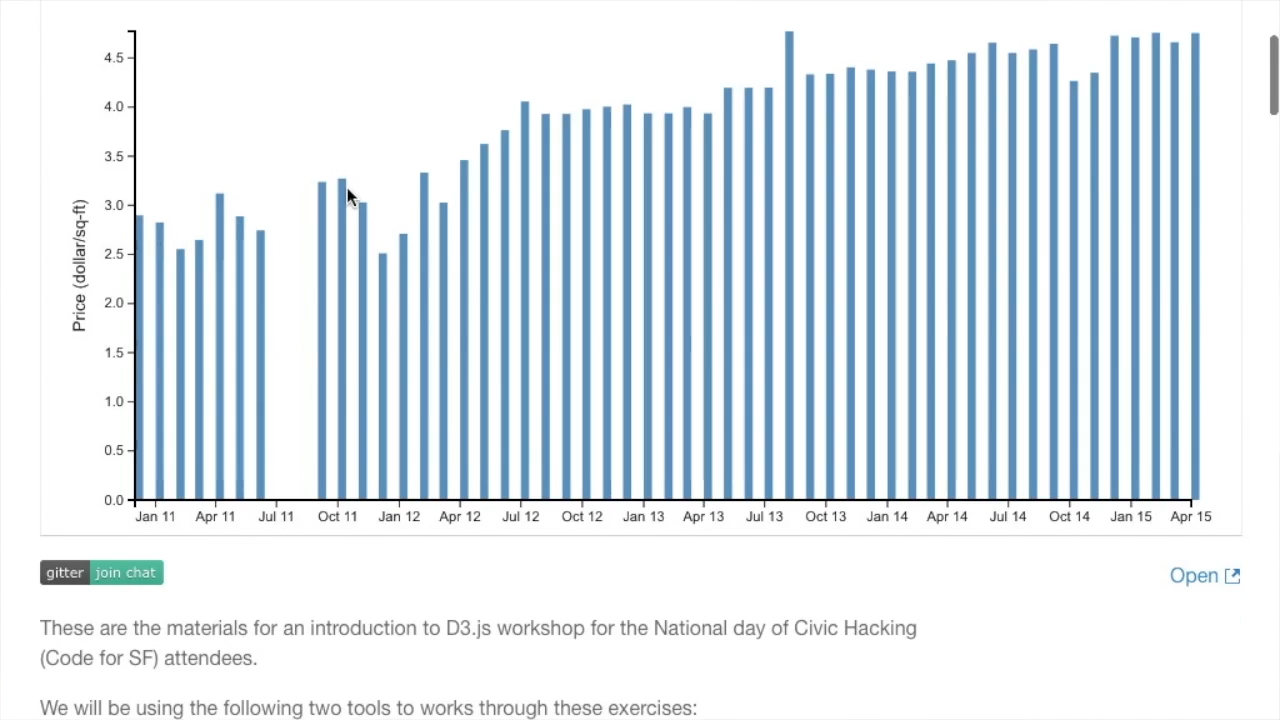 4.5
4.0
3.5
3.0
2.5
2.0
1.5
1.0
0.5
0.0
Price (dollar/sq-ft)
Jan 11 Apr 11 Jul 11 Oct 11 Jan 12 Apr 12 Jul 12 Oct 12 Jan 13 Apr 13 Jul 13 Oct 13 Jan 14 Apr 14 Jul 14 Oct 14 Jan 15 Apr 15
gitter join chat
Open
These are the materials for an introduction to D3.js workshop for the National day of Civic Hacking
(Code for SF) attendees.
We will be using the following two tools to works through these exercises: